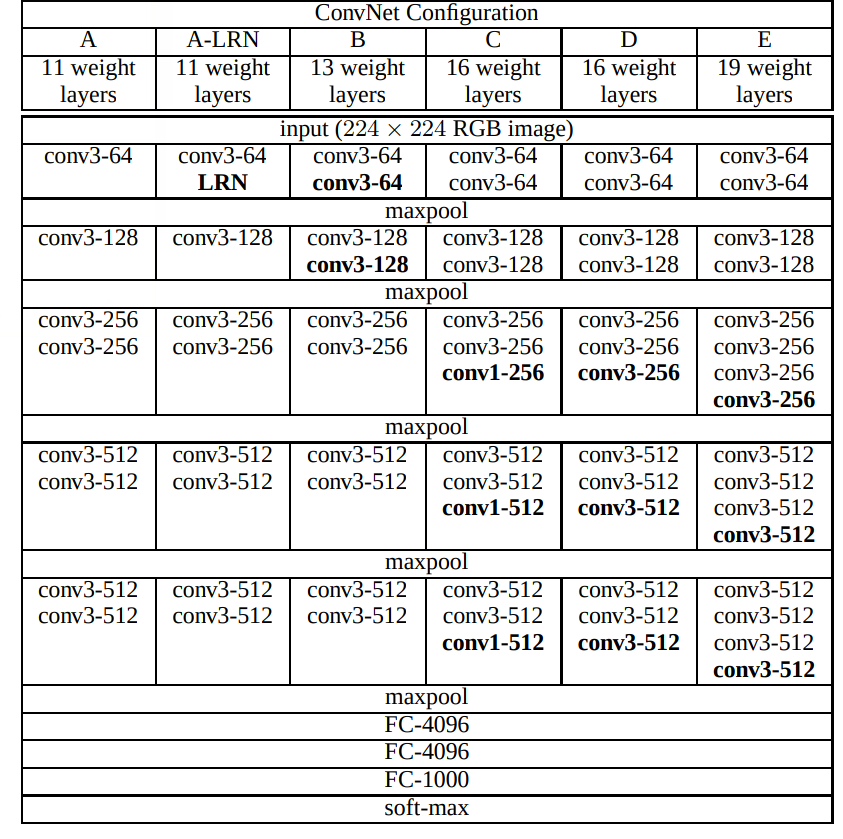 ConvNet Configuration
A A-LRN B C D E
11 weight 11 weight 13 weight 16 weight 16 weight 19 weight
layers layers layers layers layers layers
input (224 × 224 RGB image)
conv3-64 conv3-64 conv3-64 conv3-64 conv3-64 conv3-64
LRN conv3-64 conv3-64 conv3-64 conv3-64
maxpool
conv3-128 conv3-128 conv3-128 conv3-128 conv3-128 conv3-128
conv3-128 conv3-128 conv3-128 conv3-128
maxpool
conv3-256 conv3-256 conv3-256 conv3-256 conv3-256 conv3-256
conv3-256 conv3-256 conv3-256 conv3-256 conv3-256 conv3-256
conv1-256 conv3-256 conv3-256
conv3-256
maxpool
conv3-512 conv3-512 conv3-512 conv3-512 conv3-512 conv3-512
conv3-512 conv3-512 conv3-512 conv3-512 conv3-512 conv3-512
conv1-512 conv3-512 conv3-512
conv3-512
maxpool
conv3-512 conv3-512 conv3-512 conv3-512 conv3-512 conv3-512
conv3-512 conv3-512 conv3-512 conv3-512 conv3-512 conv3-512
conv1-512 conv3-512 conv3-512
conv3-512
maxpool
FC-4096
FC-4096
FC-1000
soft-max